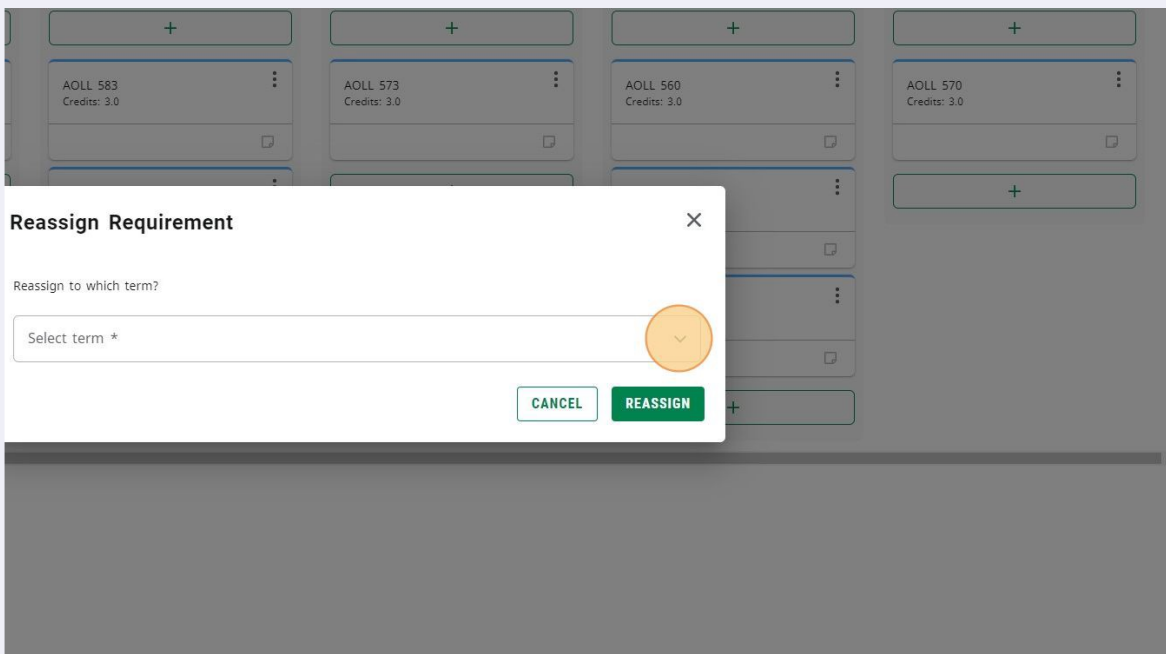 + + + +
AOLL 583 AOLL 573 AOLL 560 AOLL 570
Credits: 3.0 Credits: 3.0 Credits: 3.0 Credits: 3.0
+
Reassign Requirement
Reassign to which term?
Select term *
CANCEL REASSIGN +